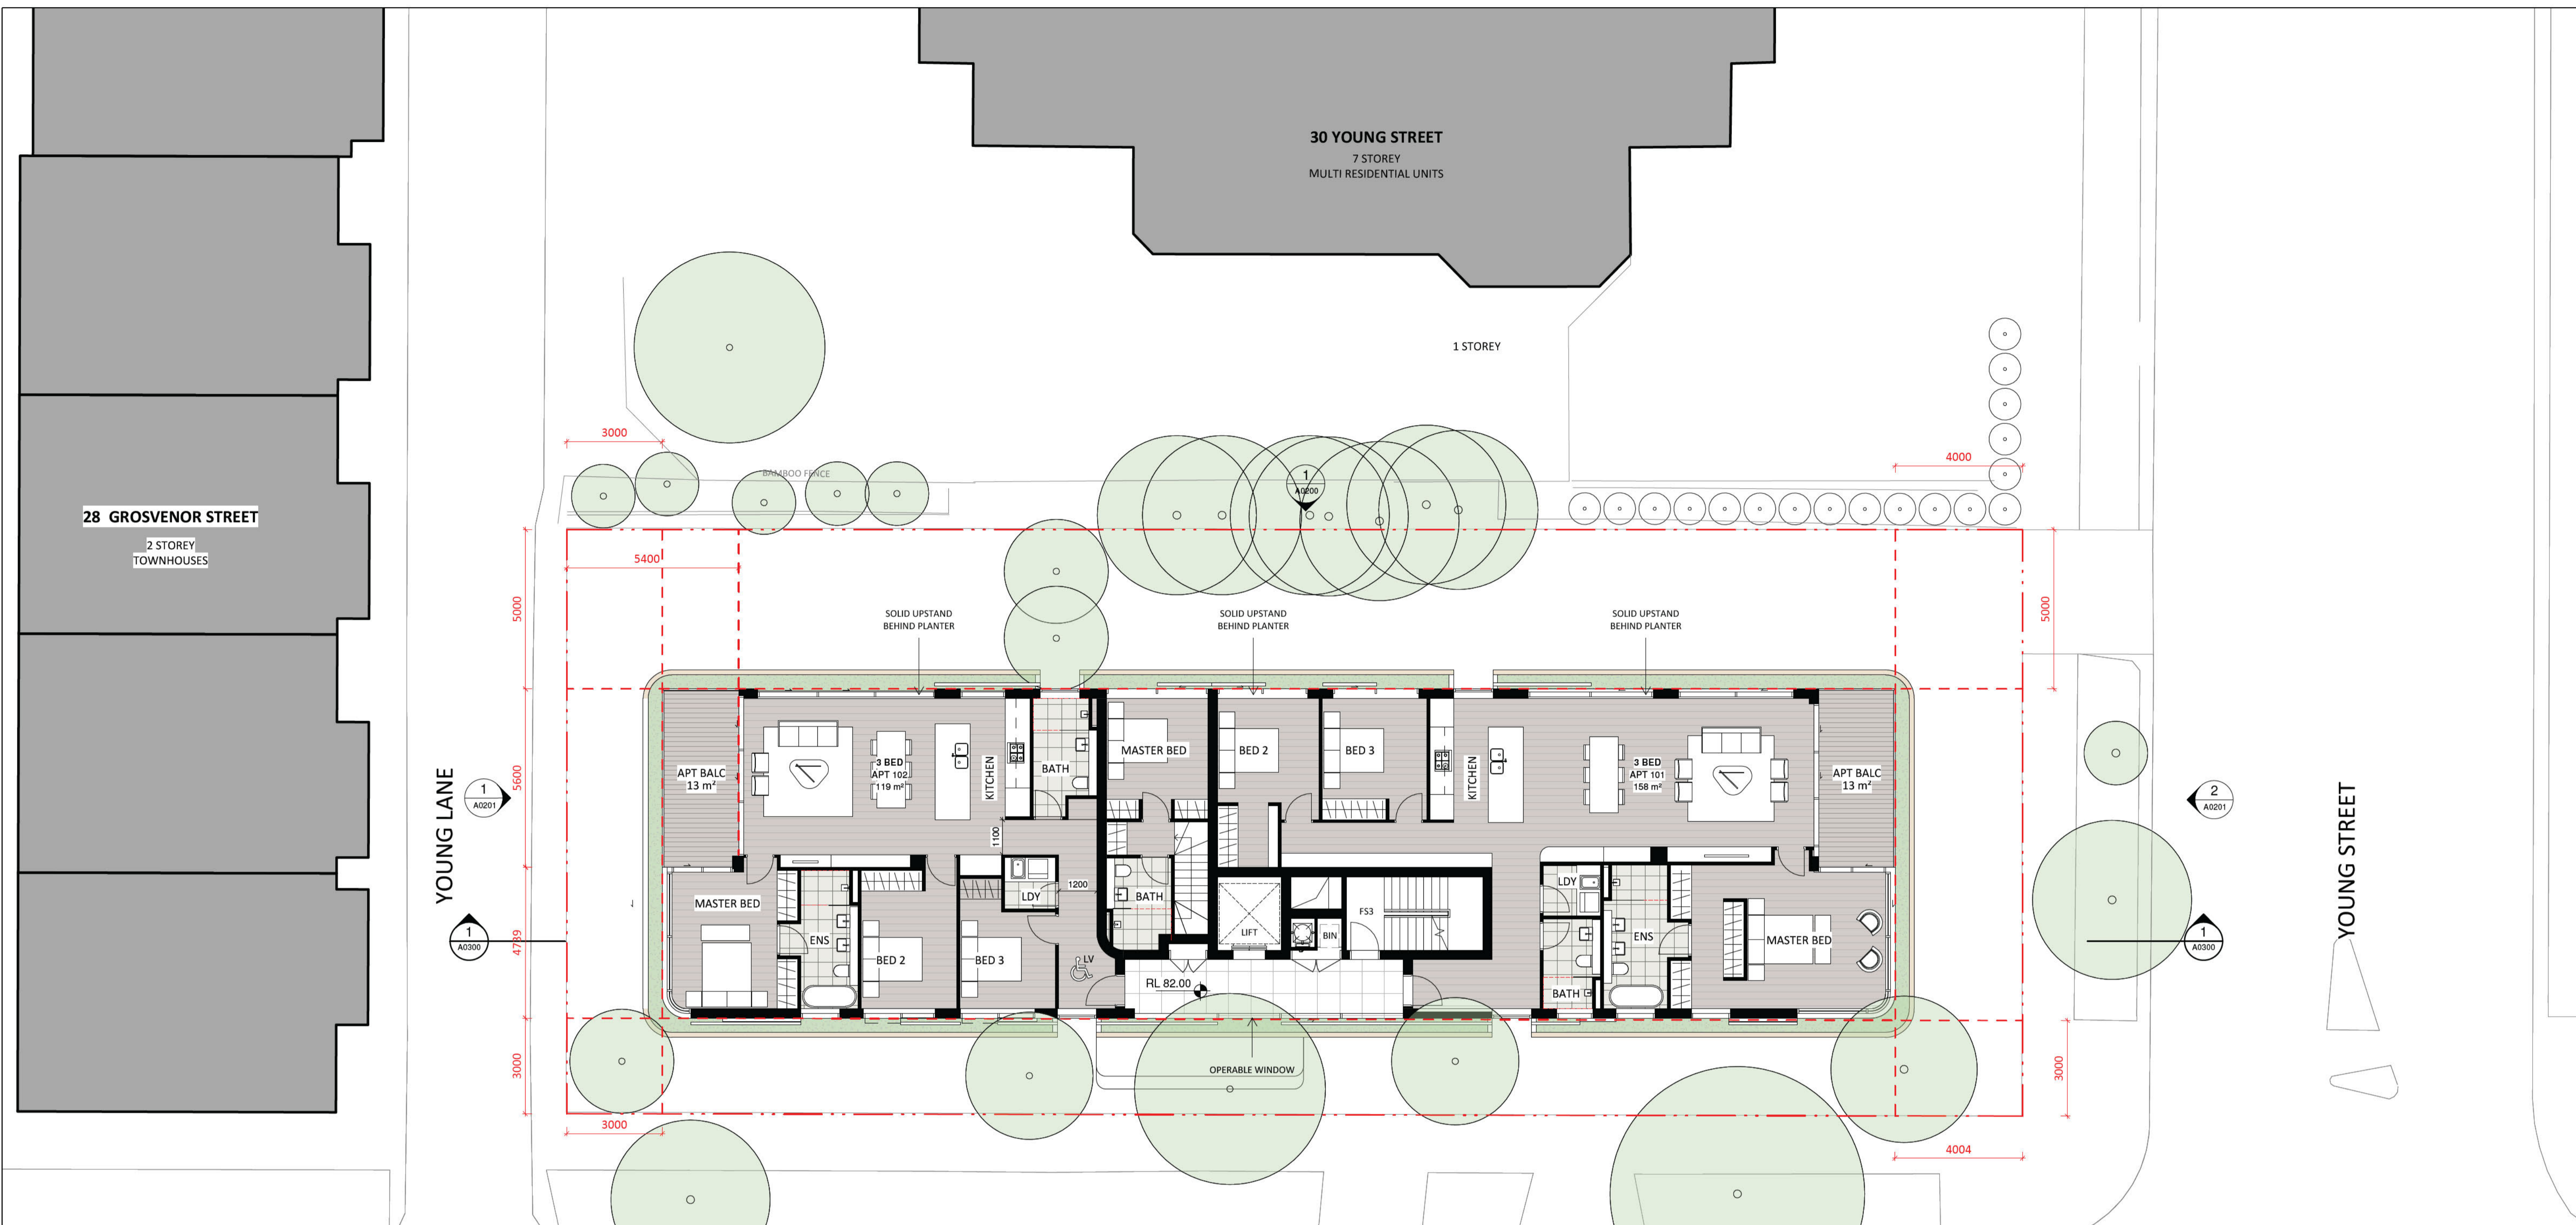 30 YOUNG STREET
7 STOREY
MULTI RESIDENTIAL UNITS
1 STOREY
28 GROSVENOR STREET
2 STOREY
TOWNHOUSES
3000
BAMBOO FENCE
1
A0200
4000
5400
5000
5000
SOLID UPSTAND
BEHIND PLANTER
SOLID UPSTAND
BEHIND PLANTER
SOLID UPSTAND
BEHIND PLANTER
YOUNG LANE
1
A0201
5600
APT BALC
13 m²
3 BED
APT 102
119 m²
KITCHEN
BATH
MASTER BED
BED 2
BED 3
KITCHEN
3 BED
APT 101
158 m²
APT BALC
13 m²
2
A0201
YOUNG STREET
1100
1
A0300
4739
MASTER BED
ENS
BED 2
BED 3
LDY
1200
LV
BATH
LIFT
BIN
FS3
LDY
BATH
ENS
MASTER BED
1
A0300
RL 82.00
3000
OPERABLE WINDOW
3000
3000
4004